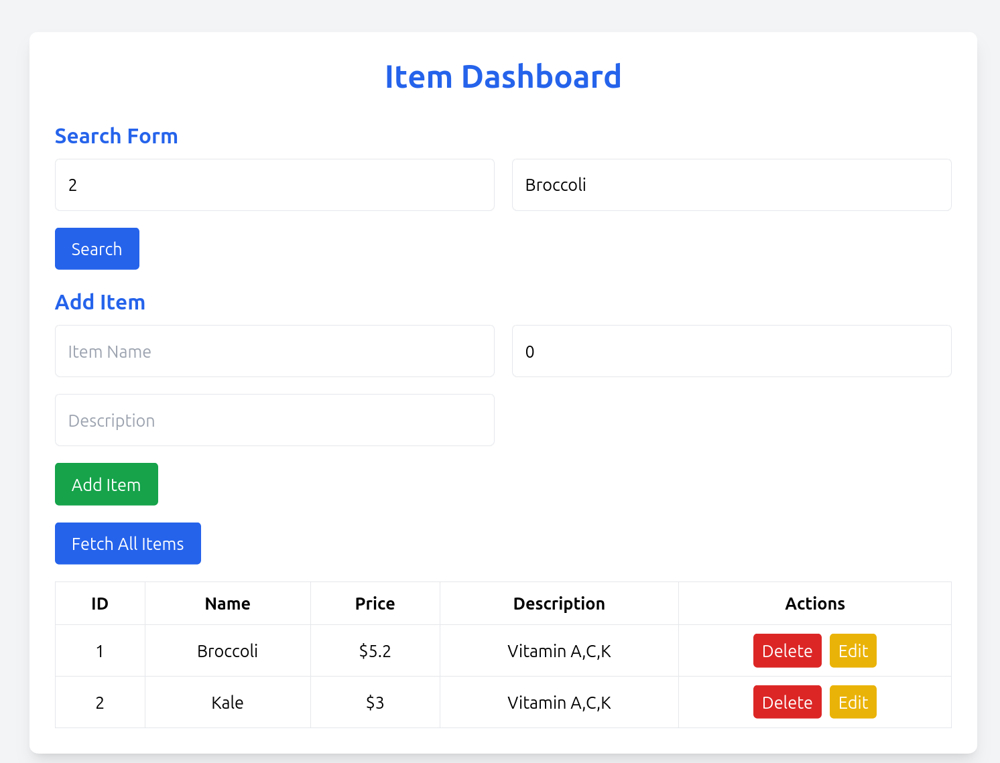 Item Dashboard
Search Form
2 Broccoli
Search
Add Item
Item Name 0
Description
Add Item
Fetch All Items
ID Name Price Description Actions
1 Broccoli $5.2 Vitamin A,C,K Delete Edit
2 Kale $3 Vitamin A,C,K Delete Edit